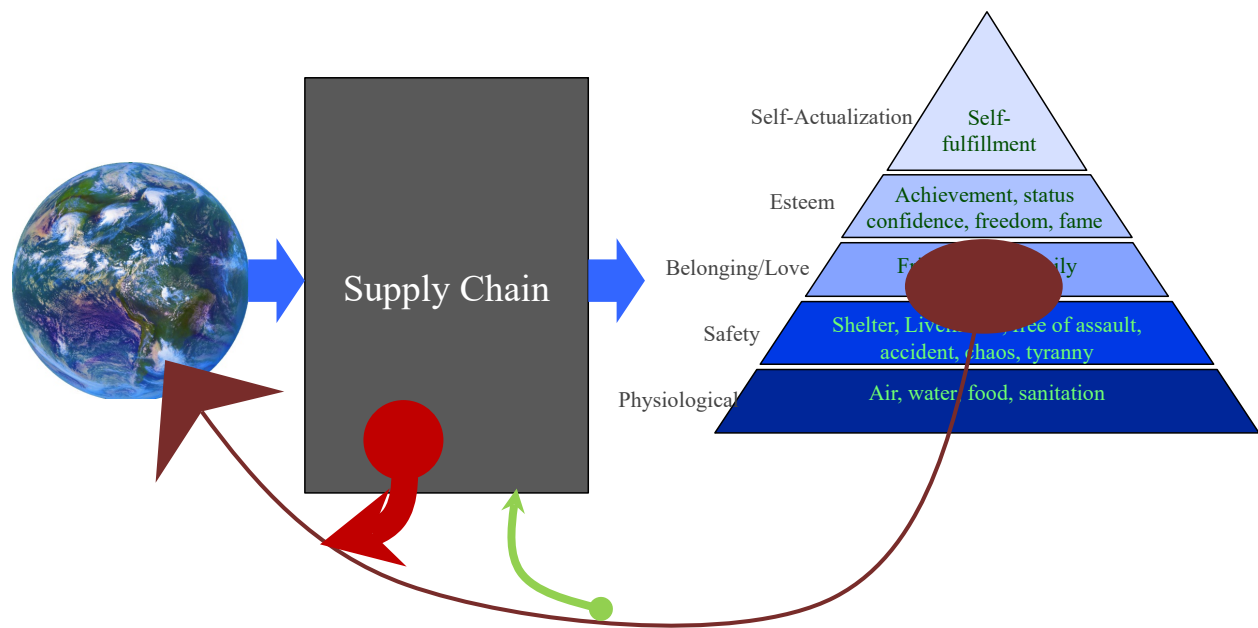 Supply Chain
Self-Actualization
Self-
fulfillment
Esteem
Achievement, status
confidence, freedom, fame
Belonging/Love
Safety
Shelter, free of assault,
accident, chaos, tyranny
Physiological
Air, water, food, sanitation